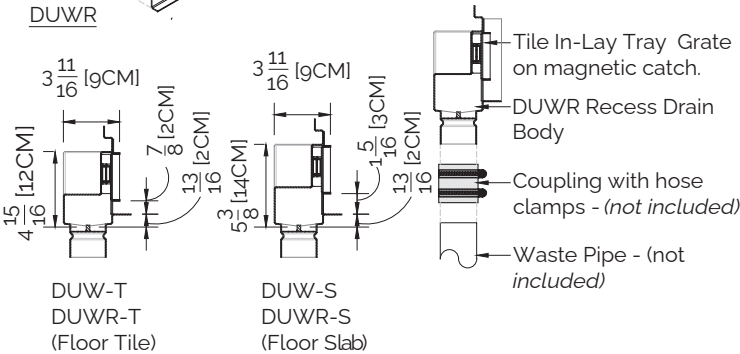 DUWR
3 11/16 [9CM]
4 15/16 [12CM]
7/8 [2CM]
13/16 [2CM]
DUW-T
DUWR-T
(Floor Tile)
3 11/16 [9CM]
5 3/8 [14CM]
1 5/16 [3CM]
13/16 [2CM]
DUW-S
DUWR-S
(Floor Slab)
Tile In-Lay Tray Grate
on magnetic catch.
DUWR Recess Drain
Body
Coupling with hose
clamps - (not included)
Waste Pipe - (not
included)